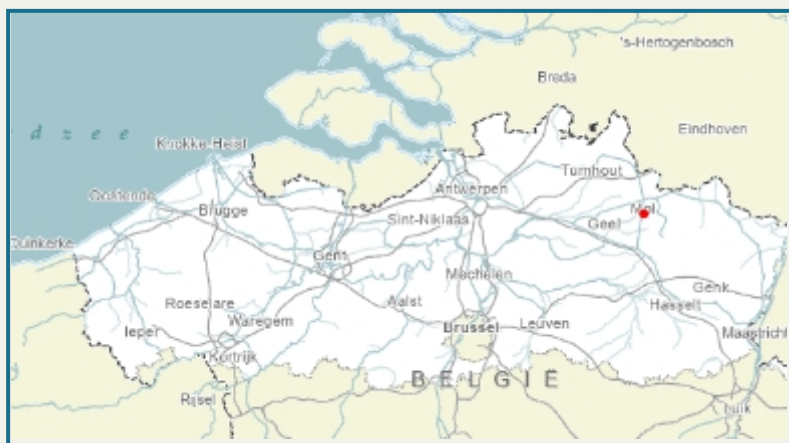 's-Hertogenbosch
Breda
Eindhoven
d z e e
Knokke-Heist
Turnhout
Oostende
Antwerpen
Mol
Brugge
Sint-Niklaas
Geel
Duinkerke
Gent
Mechelen
Genk
Roeselare
Aalst
Hasselt
Ieper
Waregem
Brussel
Leuven
Maastricht
Kortrijk
BELGIË
Rijsel
Luik